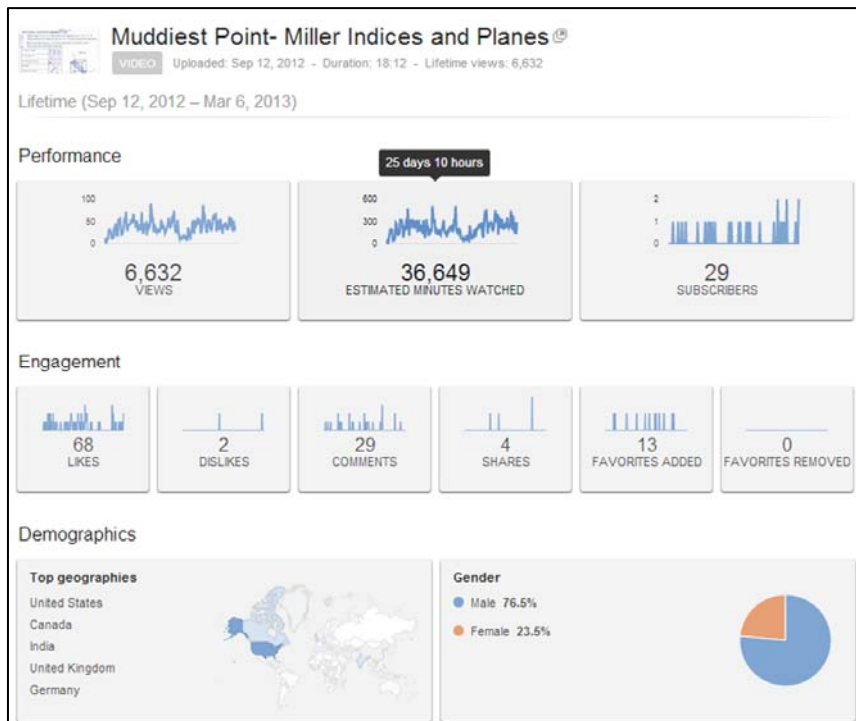 Muddiest Point- Miller Indices and Planes
VIDEO Uploaded: Sep 12, 2012 - Duration: 18:12 - Lifetime views: 6,632
Lifetime (Sep 12, 2012 – Mar 6, 2013)
Performance
25 days 10 hours
100
50
0
6,632
VIEWS
600
300
0
36,649
ESTIMATED MINUTES WATCHED
2
1
0
29
SUBSCRIBERS
Engagement
68
LIKES
2
DISLIKES
29
COMMENTS
4
SHARES
13
FAVORITES ADDED
0
FAVORITES REMOVED
Demographics
Top geographies
United States
Canada
India
United Kingdom
Germany
Gender
Male 76.5%
Female 23.5%